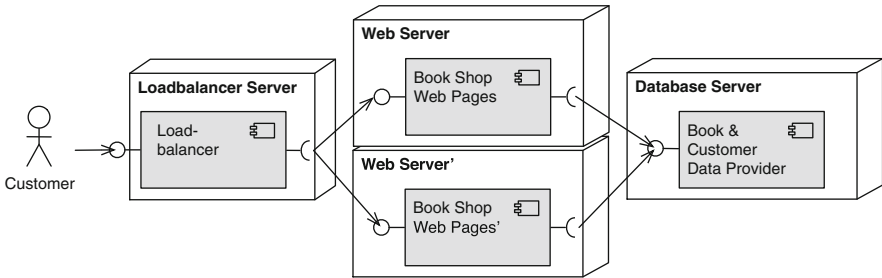 Customer
Loadbalancer Server
Load-
balancer
Web Server
Book Shop
Web Pages
Web Server’
Book Shop
Web Pages’
Database Server
Book &
Customer
Data Provider